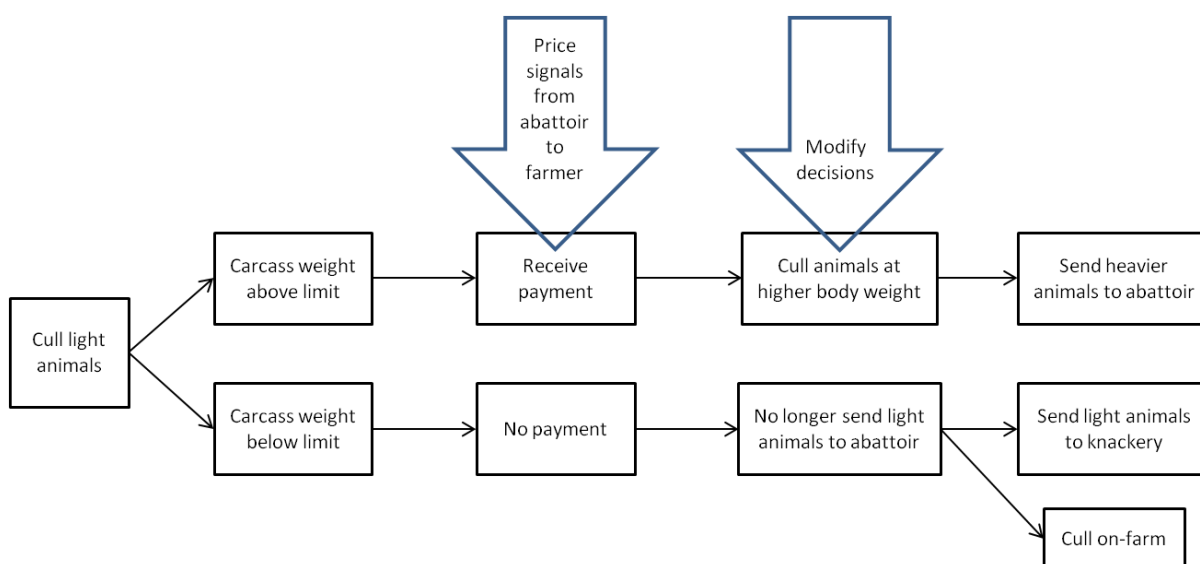 Price
signals
from
abattoir
to
farmer
Modify
decisions
Cull light
animals
Carcass weight
above limit
Receive
payment
Cull animals at
higher body weight
Send heavier
animals to abattoir
Carcass weight
below limit
No payment
No longer send light
animals to abattoir
Send light animals
to knackery
Cull on-farm